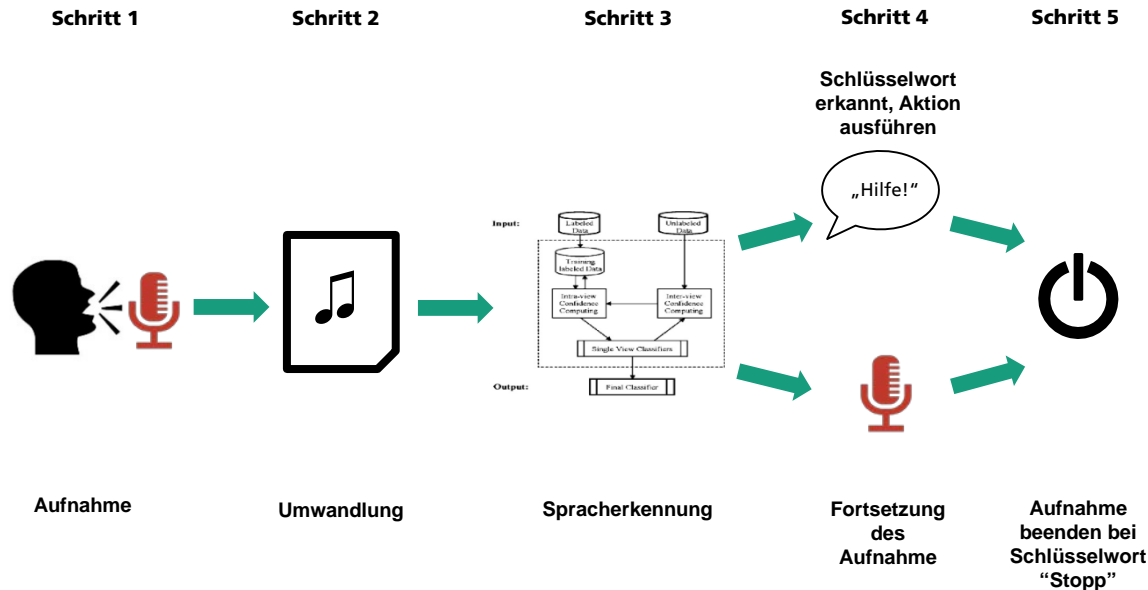 Schritt 1
Schritt 2
Schritt 3
Schritt 4
Schritt 5
Schlüsselwort
erkannt, Aktion
ausführen
„Hilfe!“
Input:
Labeled
Data
Unlabeled
Data
Training
labeled Data
Intra-view
Confidence
Computing
Inter-view
Confidence
Computing
Single View Classifiers
Output:
Final Classifier
Aufnahme
Umwandlung
Spracherkennung
Fortsetzung
des
Aufnahme
Aufnahme
beenden bei
Schlüsselwort
“Stopp”